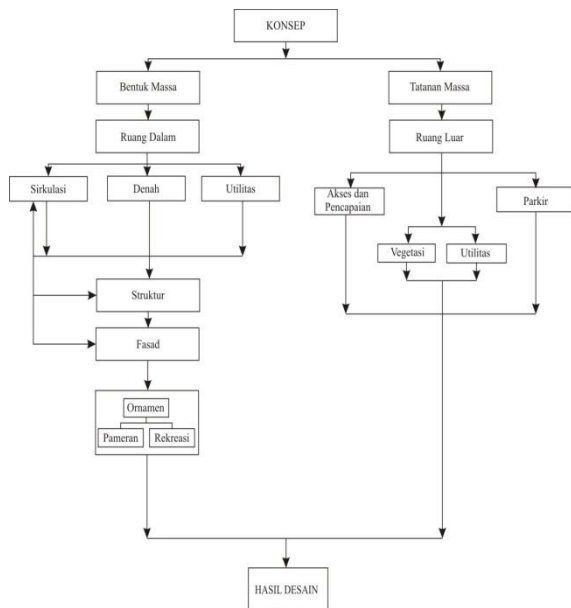 KONSEP
Bentuk Massa
Tatanan Massa
Ruang Dalam
Ruang Luar
Sirkulasi
Denah
Utilitas
Akses dan
Pencapaian
Parkir
Vegetasi
Utilitas
Struktur
Fasad
Ornamen
Pameran
Rekreasi
HASIL DESAIN